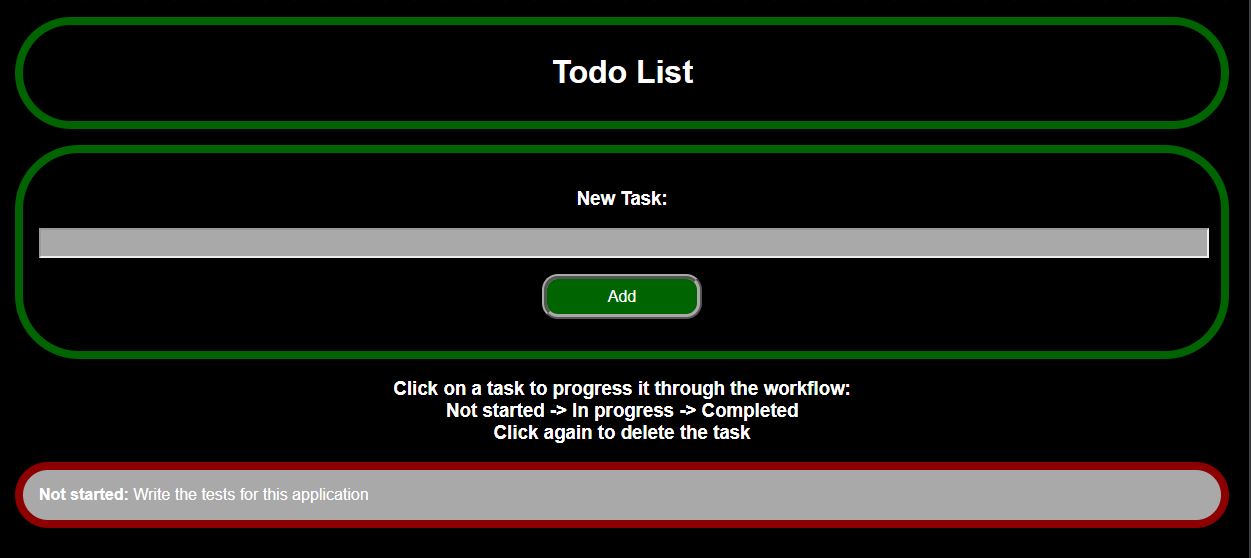 Todo List
New Task:
Add
Click on a task to progress it through the workflow:
Not started -> In progress -> Completed
Click again to delete the task
Not started: Write the tests for this application